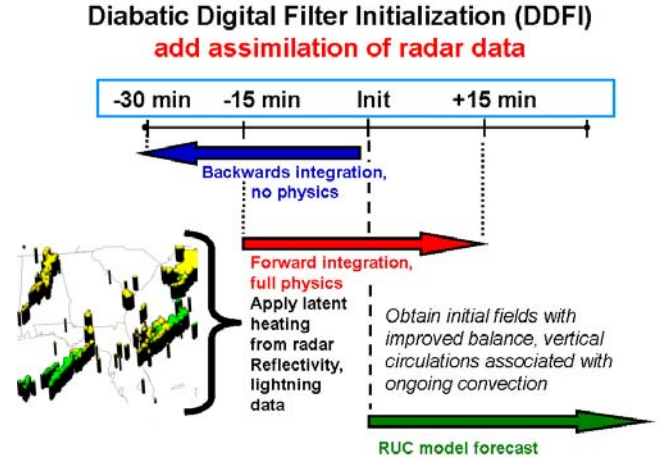 Diabatic Digital Filter Initialization (DDFI)
add assimilation of radar data
-30 min -15 min Init +15 min
Backwards integration,
no physics
Forward integration,
full physics
Apply latent
heating
from radar
Reflectivity,
lightning
data
Obtain initial fields with
improved balance, vertical
circulations associated with
ongoing convection
RUC model forecast